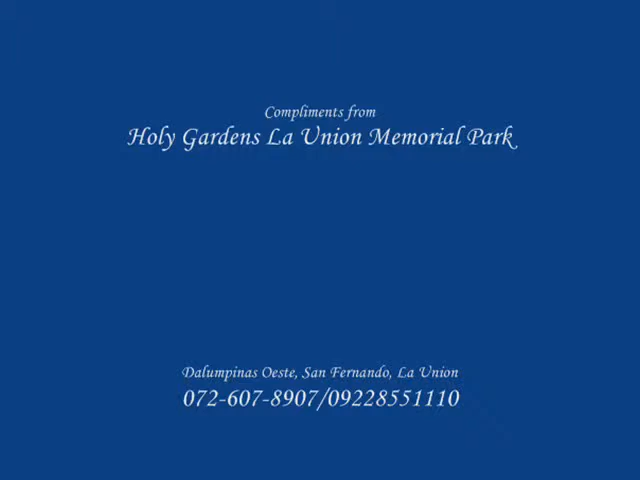 Compliments from
Holy Gardens La Union Memorial Park
Dalumpinas Oeste, San Fernando, La Union
072-607-8907/09228551110